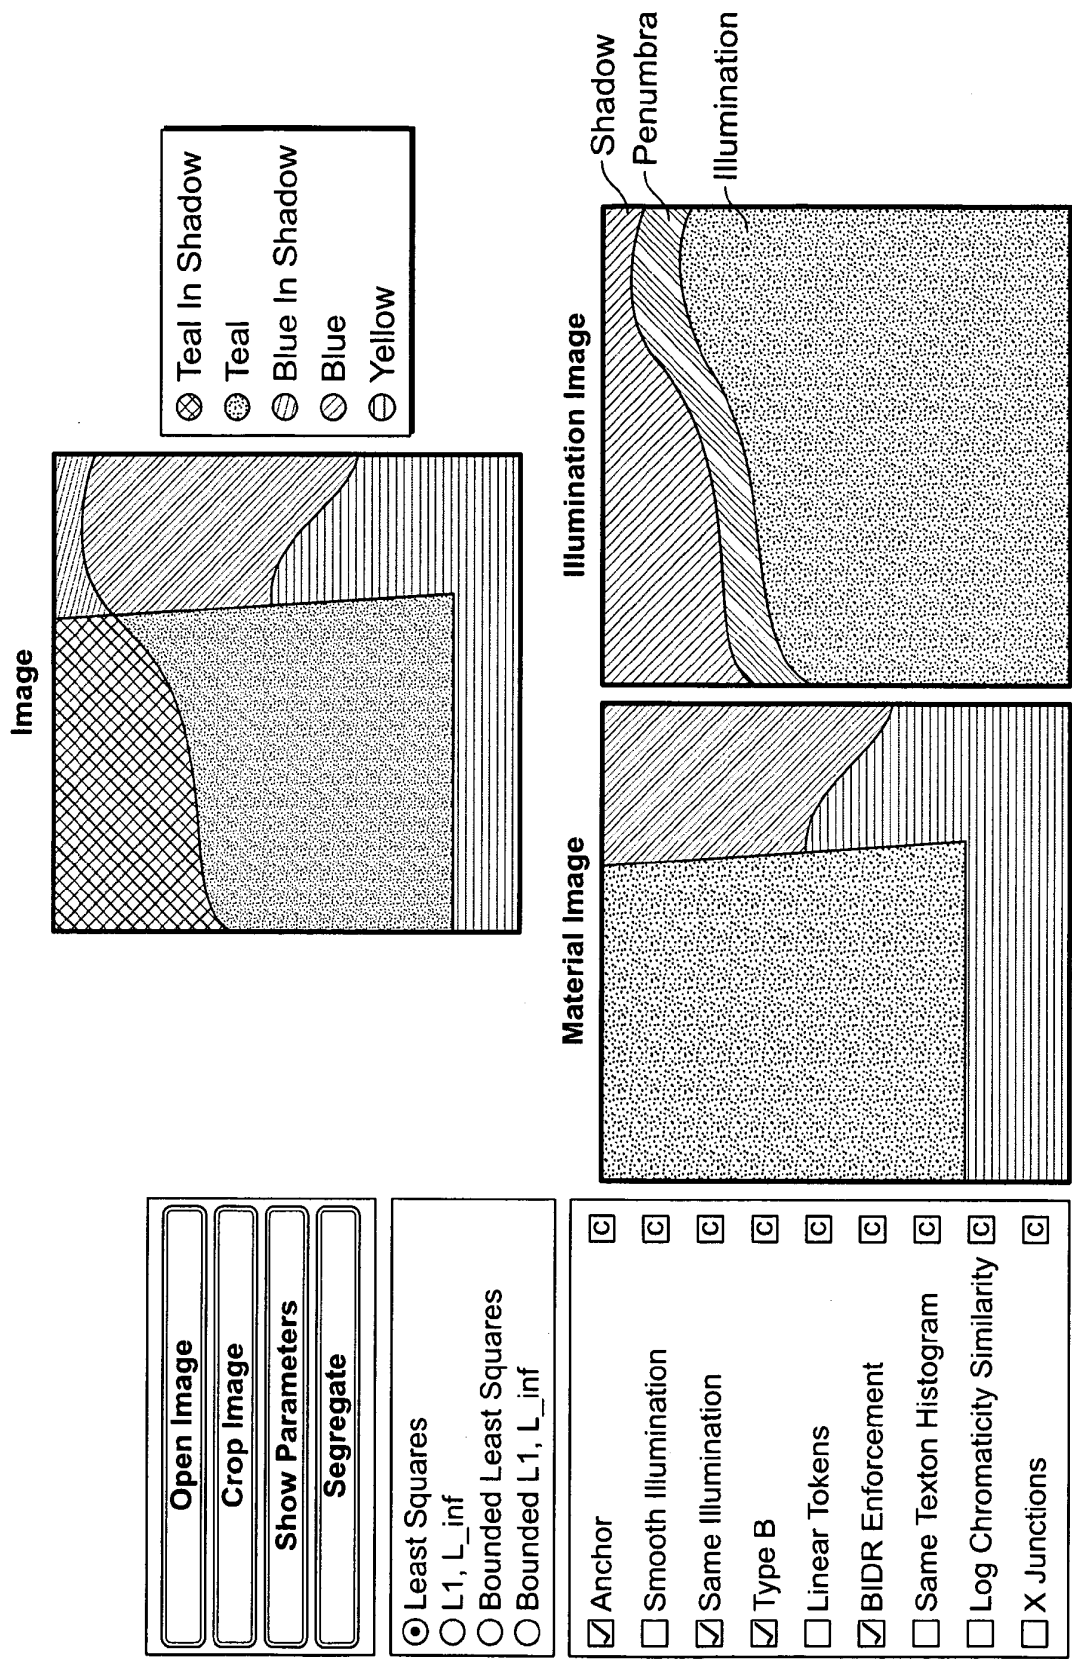 Open Image
Crop Image
Show Parameters
Segregate
Least Squares
L1, L_inf
Bounded Least Squares
Bounded L1, L_inf
Anchor C
Smooth Illumination C
Same Illumination C
Type B C
Linear Tokens C
BIDR Enforcement C
Same Texton Histogram C
Log Chromaticity Similarity C
X Junctions C
Image
Teal In Shadow
Teal
Blue In Shadow
Blue
Yellow
Material Image
Illumination Image
Shadow
Penumbra
Illumination